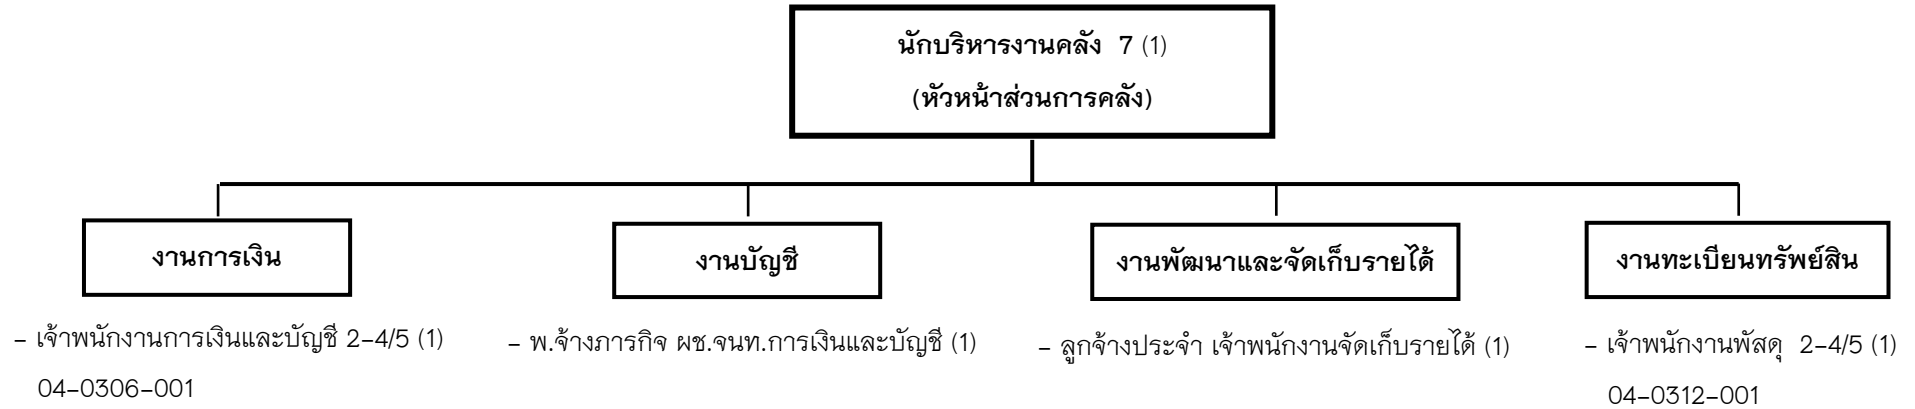 นักบริหารงานคลัง 7 (1)
(หัวหน้าส่วนการคลัง)
งานการเงิน
งานบัญชี
งานพัฒนาและจัดเก็บรายได้
งานทะเบียนทรัพย์สิน
- เจ้าพนักงานการเงินและบัญชี 2-4/5 (1)
04-0306-001
- พ.จ้างภารกิจ ผช.จนท.การเงินและบัญชี (1)
- ลูกจ้างประจำ เจ้าพนักงานจัดเก็บรายได้ (1)
- เจ้าพนักงานพัสดุ 2-4/5 (1)
04-0312-001